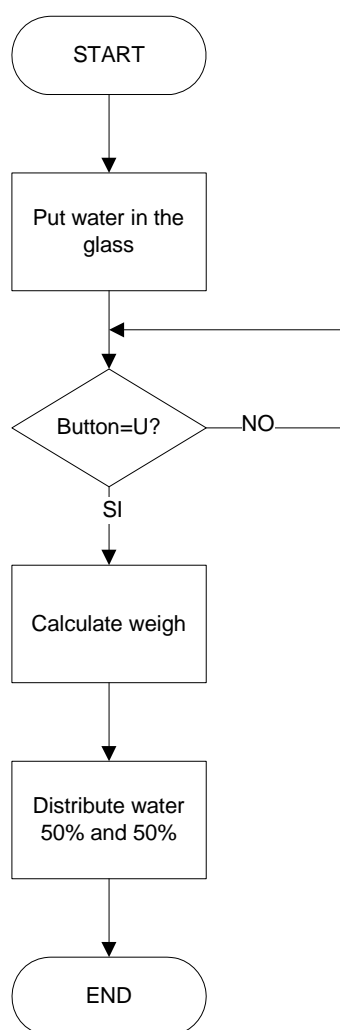 START
Put water in the
glass
Button=U?
NO
SI
Calculate weigh
Distribute water
50% and 50%
END